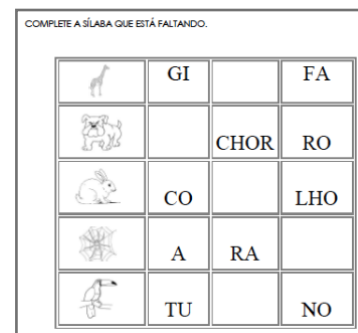 COMPLETE A SÍLABA QUE ESTÁ FALTANDO.
GI FA
CHOR RO
CO LHO
A RA
TU NO